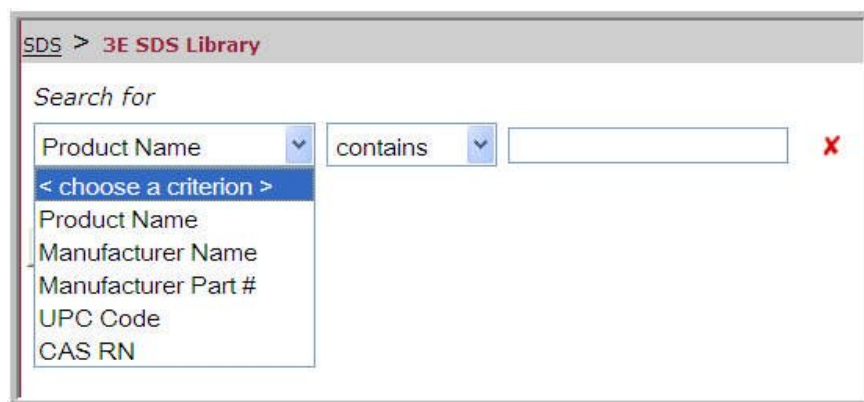 SDS > 3E SDS Library
Search for
Product Name contains
< choose a criterion >
Product Name
Manufacturer Name
Manufacturer Part #
UPC Code
CAS RN